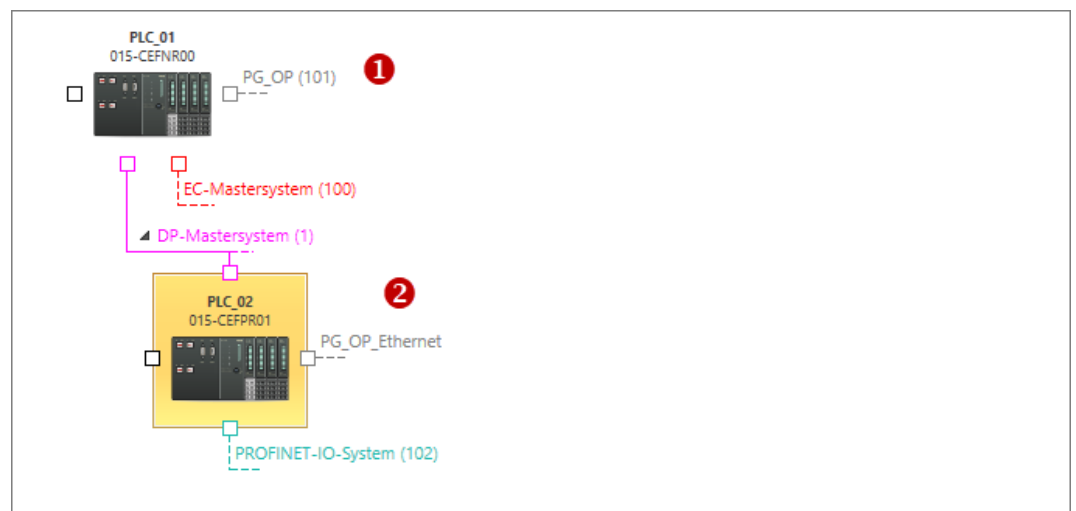 PLC_01
015-CEFNR00
PG_OP (101)
1
EC-Mastersystem (100)
DP-Mastersystem (1)
2
PLC_02
015-CEFPR01
PG_OP_Ethernet
PROFINET-IO-System (102)